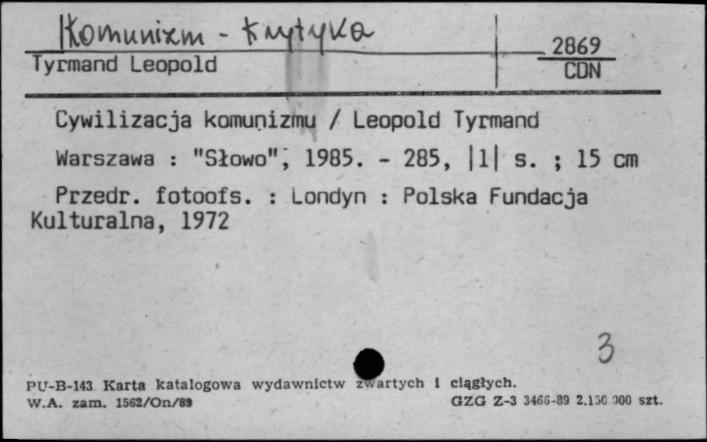 Komunizm - krytyka
Tyrmand Leopold
2869
CDN
Cywilizacja komunizmu / Leopold Tyrmand
Warszawa : "Słowo", 1985. - 285, |1| s. ; 15 cm
Przedr. fotoofs. : Londyn : Polska Fundacja
Kulturalna, 1972
3
PU-B-143 Karta katalogowa wydawnictw zwartych i ciągłych.
W.A. zam. 1562/On/89 GZG Z-3 3466-89 2.150.000 szt.